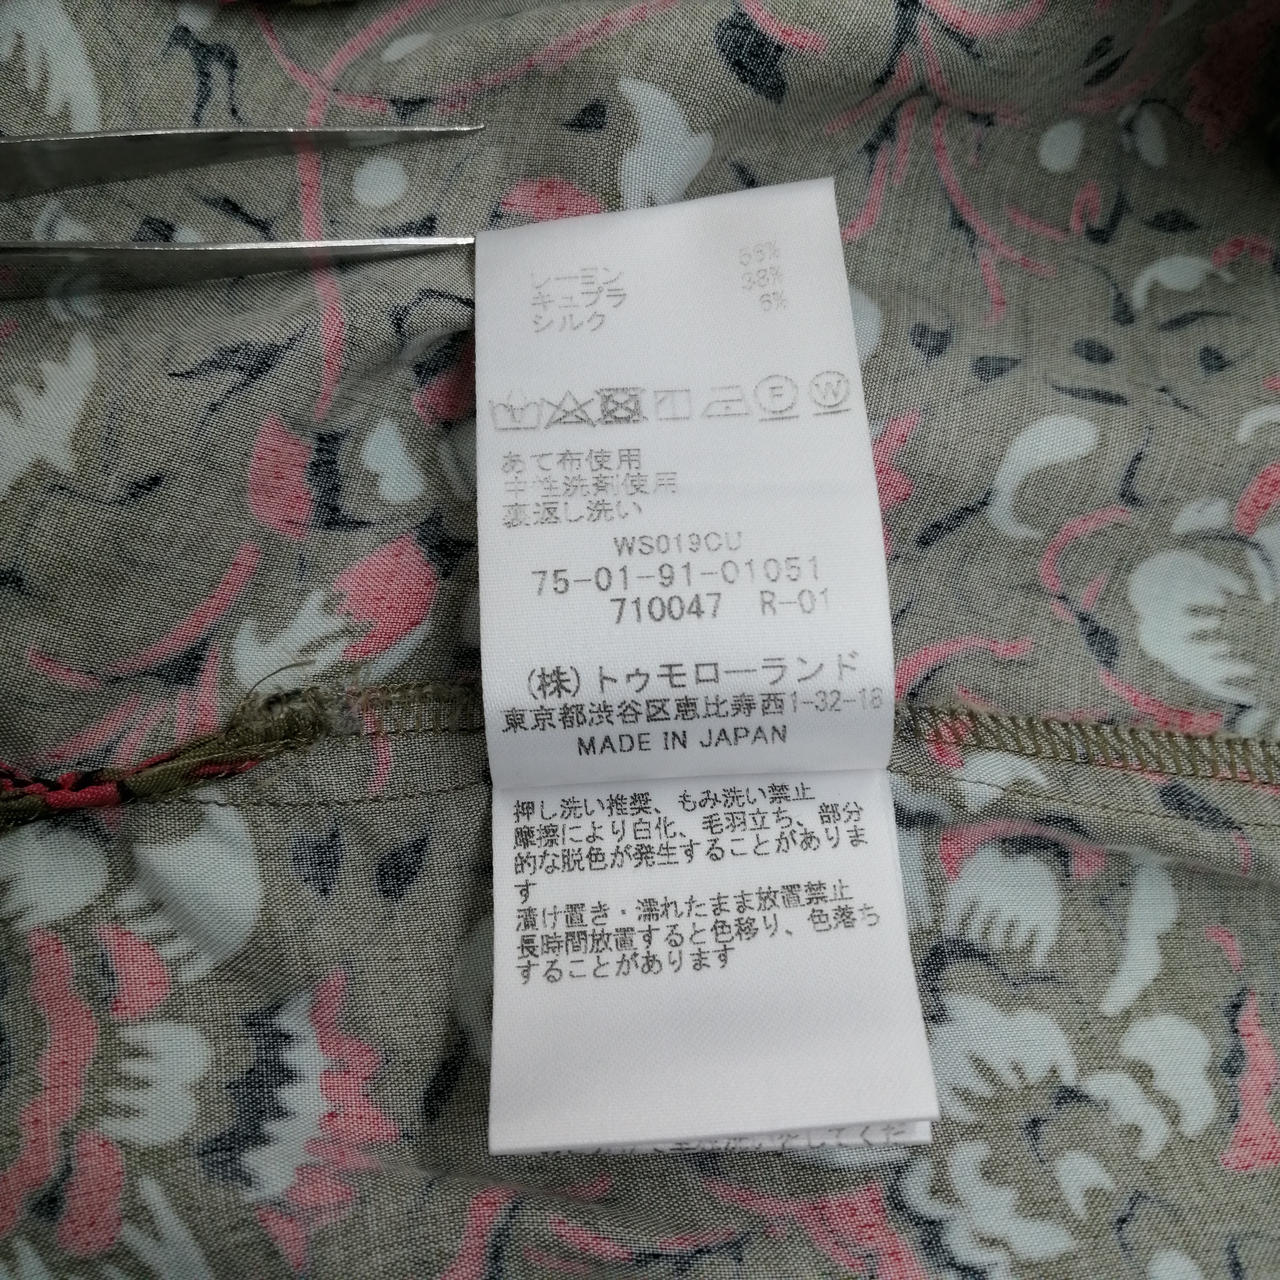 レーヨン 56%
キュプラ 38%
シルク 6%
F W
あて布使用
中性洗剤使用
裏返し洗い
WS019CU
75-01-91-01051
710047 R-01
(株)トゥモローランド
東京都渋谷区恵比寿西1-32-18
MADE IN JAPAN
押し洗い推奨、もみ洗い禁止
摩擦により白化、毛羽立ち、部分
的な脱色が発生することがありま
す
漬け置き・濡れたまま放置禁止
長時間放置すると色移り、色落ち
することがあります